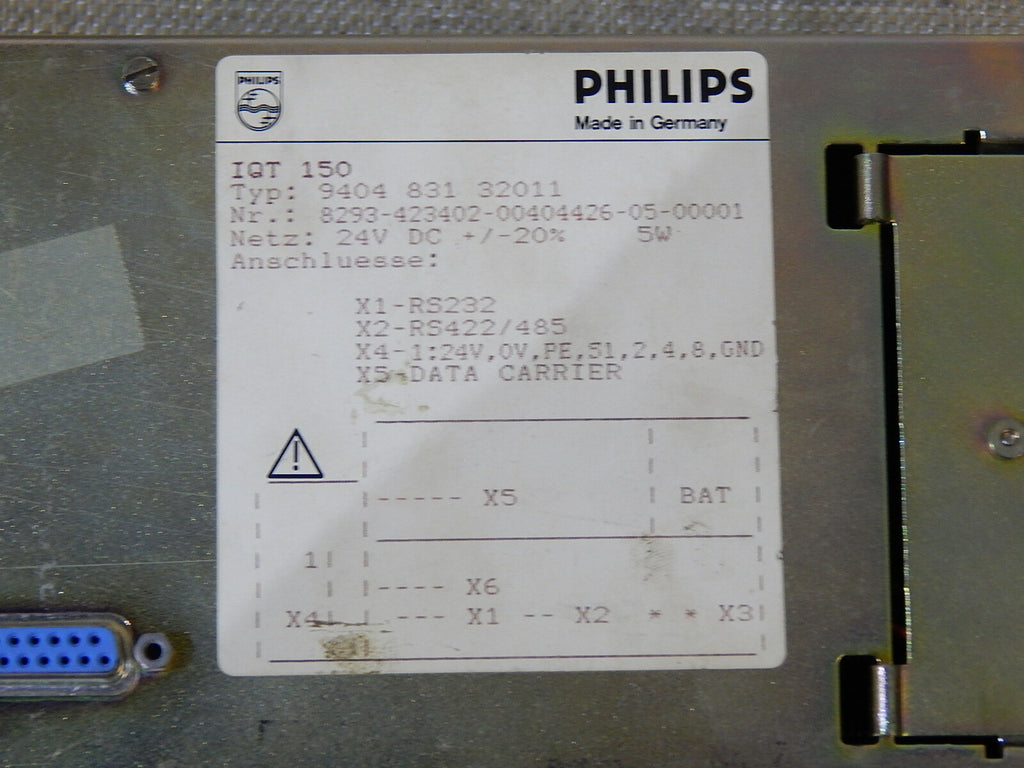 PHILIPS
PHILIPS
Made in Germany
IQT 150
Typ: 9404 831 32011
Nr.: 8293-423402-00404426-05-00001
Netz: 24V DC +/-20% 5W
Anschluesse:
X1-RS232
X2-RS422/485
X4-1:24V,0V,PE,S1,2,4,8,GND
X5-DATA CARRIER
----- X5 BAT
1
---- X6
X4 --- X1 -- X2 * * X3